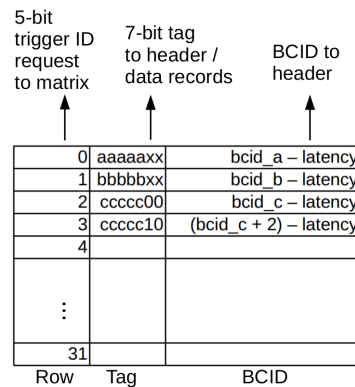 5-bit
trigger ID
request
to matrix
7-bit tag
to header /
data records
BCID to
header
0 aaaaaxx bcid_a – latency
1 bbbbbxx bcid_b – latency
2 ccccc00 bcid_c – latency
3 ccccc10 (bcid_c + 2) – latency
4
⋮
31
Row Tag BCID